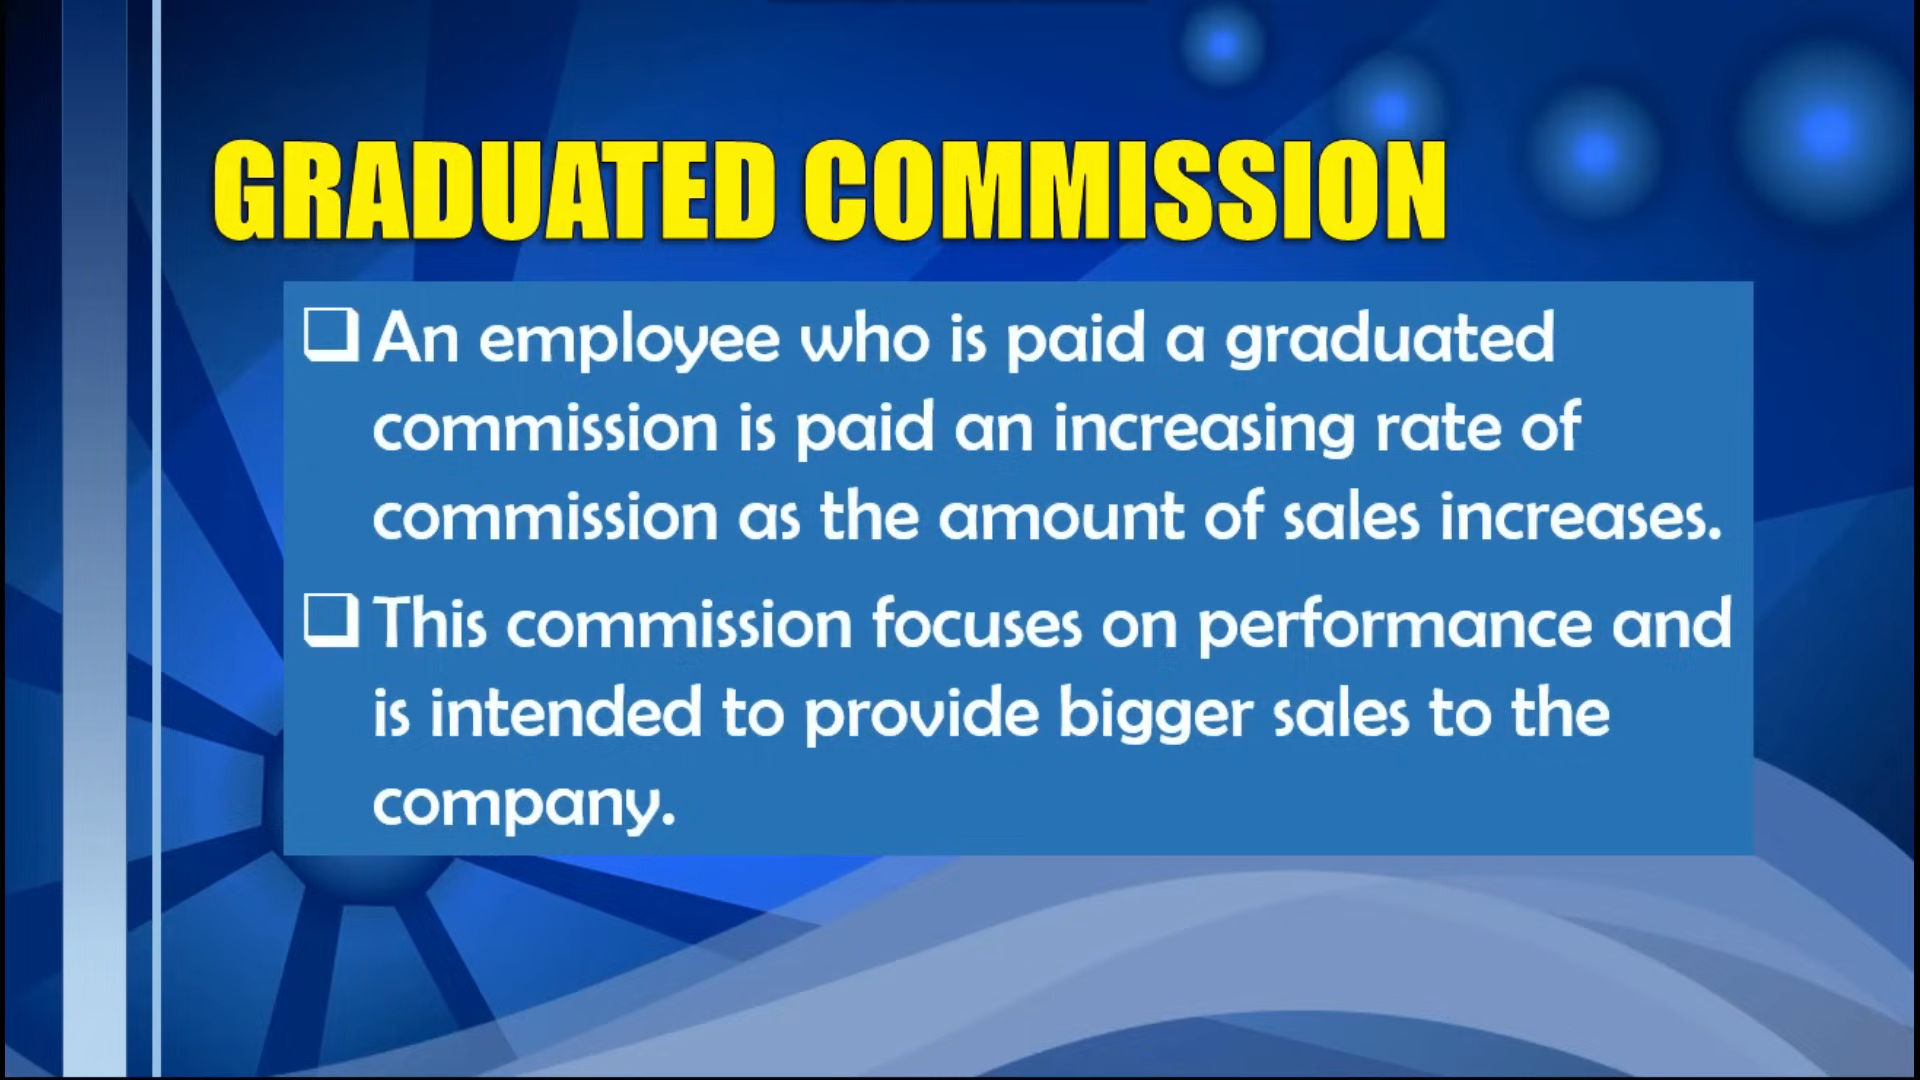 GRADUATED COMMISSION
An employee who is paid a graduated
commission is paid an increasing rate of
commission as the amount of sales increases.
This commission focuses on performance and
is intended to provide bigger sales to the
company.